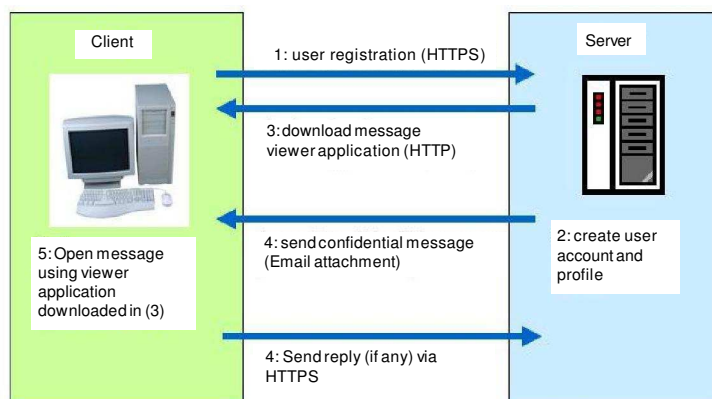 Client
Server
1: user registration (HTTPS)
3: download message
viewer application (HTTP)
4: send confidential message
(Email attachment)
2: create user
account and
profile
5: Open message
using viewer
application
downloaded in (3)
4: Send reply (if any) via
HTTPS